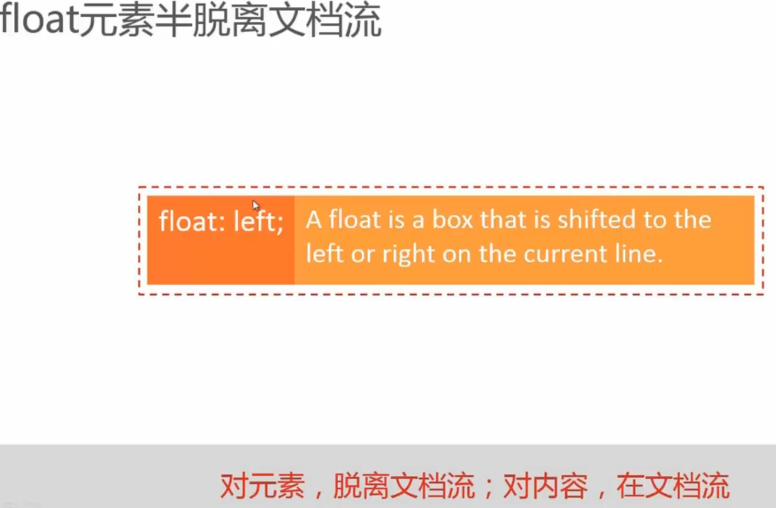 float元素半脱离文档流
float: left;
A float is a box that is shifted to the
left or right on the current line.
对元素，脱离文档流；对内容，在文档流